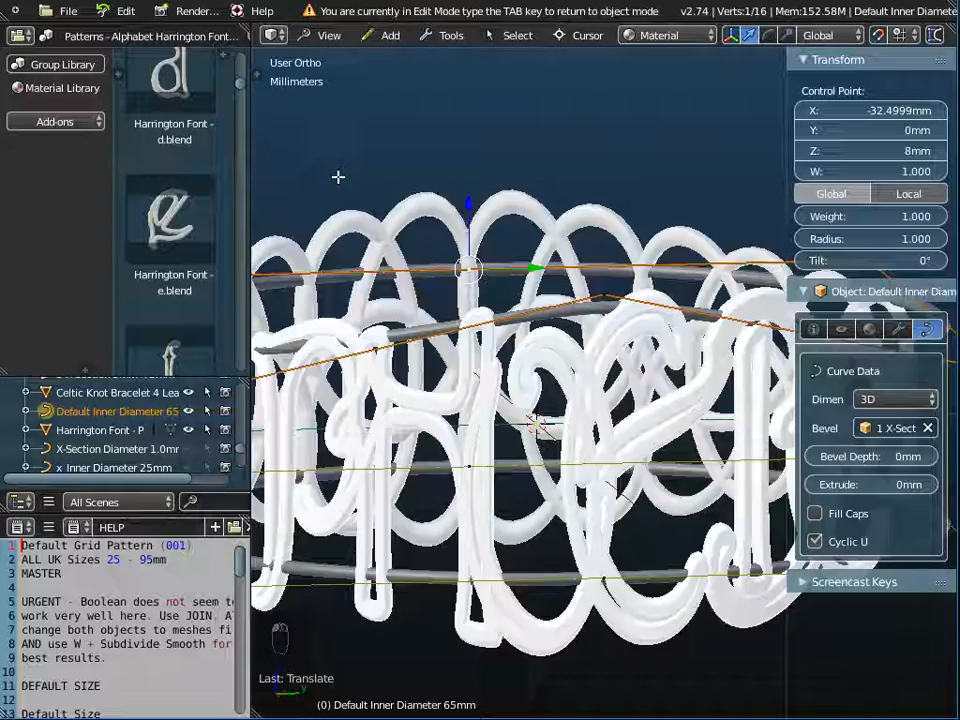 File Edit Render... Help You are currently in Edit Mode type the TAB key to return to object mode v2.74 | Verts:1/16 | Mem:152.58M | Default Inner Diamete
Patterns - Alphabet Harrington Font...
View Add Tools Select Cursor Material Global
Group Library
Material Library
Add-ons
Harrington Font -
d.blend
Harrington Font -
e.blend
Celtic Knot Bracelet 4 Lea
Default Inner Diameter 65
Harrington Font - P
X-Section Diameter 1.0mr
x Inner Diameter 25mm
All Scenes
HELP
1 Default Grid Pattern (001)
2 ALL UK Sizes 25 - 95mm
3 MASTER
4
5 URGENT - Boolean does not seem t
6 work very well here. Use JOIN. A
7 change both objects to meshes fi
8 AND use W + Subdivide Smooth for
9 best results.
10
11 DEFAULT SIZE
12
13 Default Size
User Ortho
Millimeters
Last: Translate
(0) Default Inner Diameter 65mm
Transform
Control Point:
X: -32.4999mm
Y: 0mm
Z: 8mm
W: 1.000
Global Local
Weight: 1.000
Radius: 1.000
Tilt: 0°
Object: Default Inner Diam
Curve Data
Dimen 3D
Bevel 1 X-Sect
Bevel Depth: 0mm
Extrude: 0mm
Fill Caps
Cyclic U
Screencast Keys